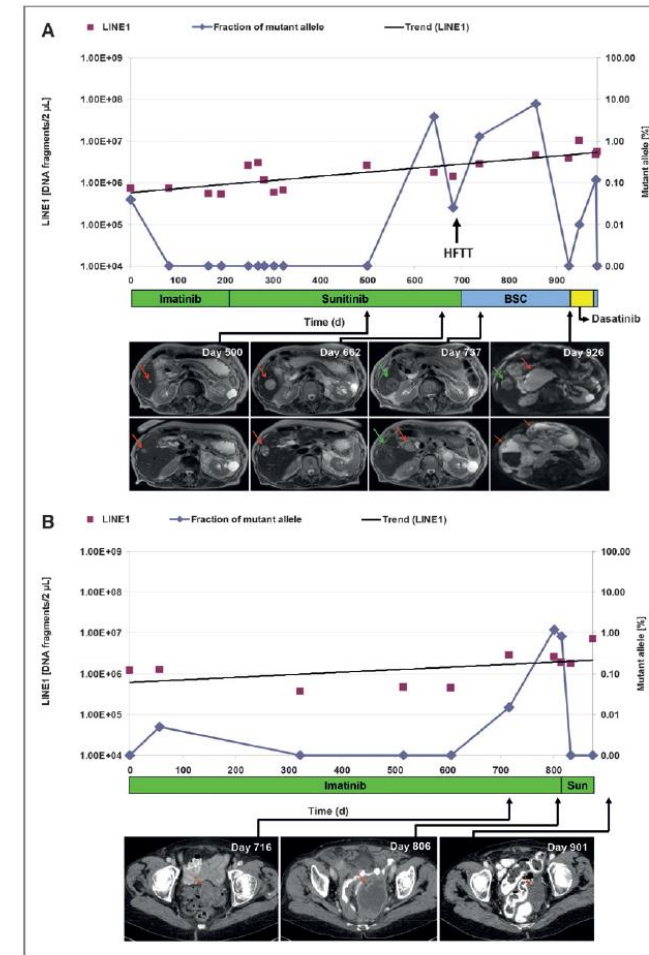 A
LINE1 Fraction of mutant allele Trend (LINE1)
LINE1 [DNA fragments/2 µL]
1.00E+09
1.00E+08
1.00E+07
1.00E+06
1.00E+05
1.00E+04
100.00
10.00
1.00
0.10
0.01
0.00
Mutant allele [%]
HFTT
0 100 200 300 400 500 600 700 800 900
Imatinib Sunitinib BSC
Time (d) Dasatinib
Day 500 Day 662 Day 737 Day 926
B
LINE1 Fraction of mutant allele Trend (LINE1)
LINE1 [DNA fragments/2 µL]
1.00E+09
1.00E+08
1.00E+07
1.00E+06
1.00E+05
1.00E+04
100.00
10.00
1.00
0.10
0.01
0.00
Mutant allele [%]
0 100 200 300 400 500 600 700 800
Imatinib Sun
Time (d)
Day 716 Day 806 Day 901